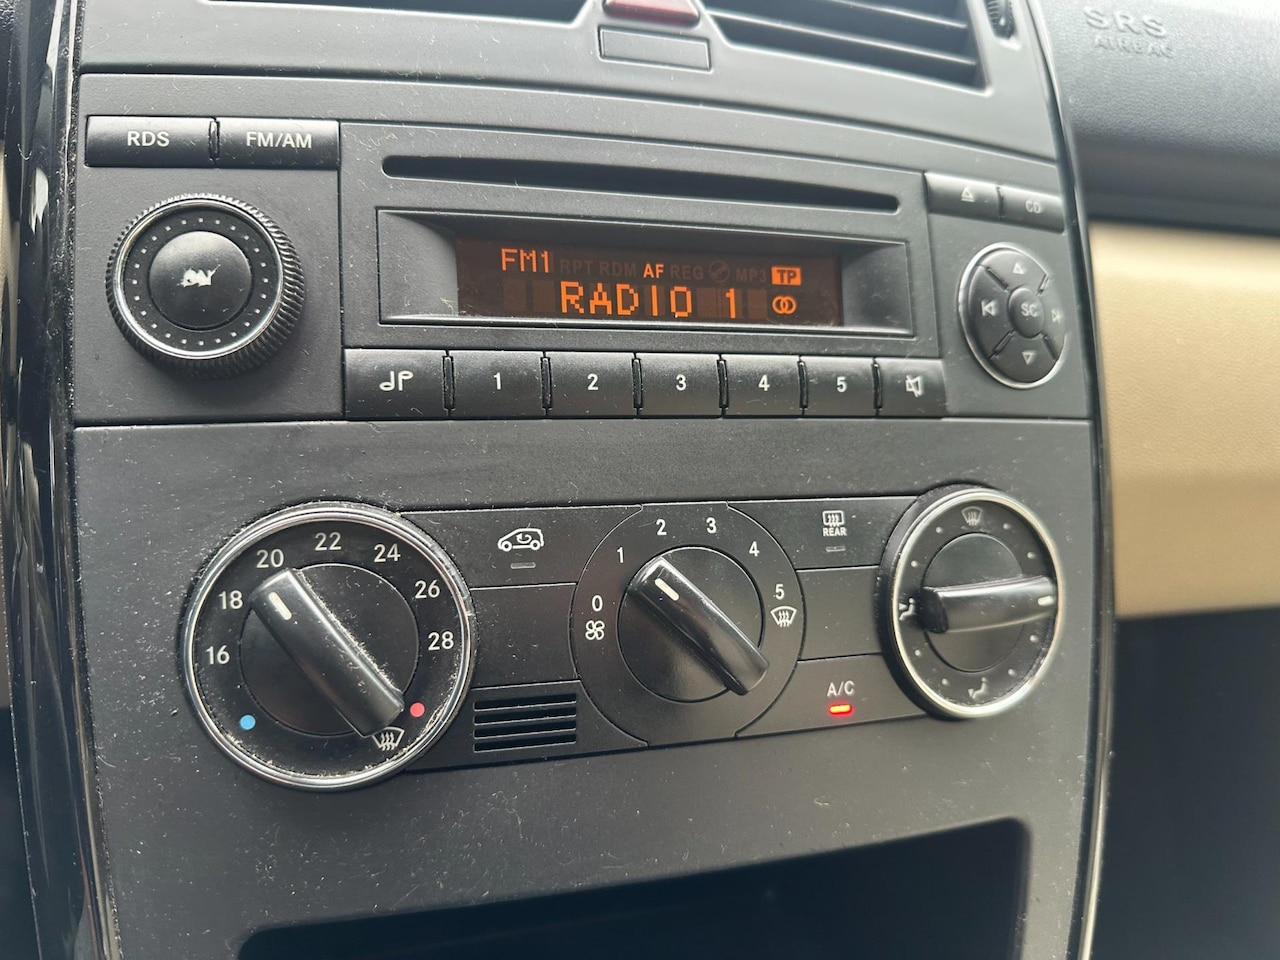 SRS
AIRBAG
RDS
FM/AM
CD
FM1 RPT RDM AF REG MP3 TP
RADIO 1
SC
1 2 3 4 5
16 18 20 22 24 26 28
0 1 2 3 4 5
REAR
A/C